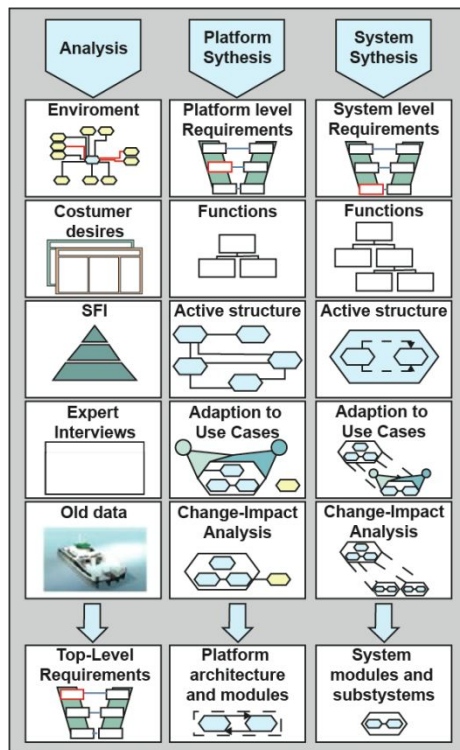 Analysis
Platform
Sythesis
System
Sythesis
Enviroment
Platform level
Requirements
System level
Requirements
Costumer
desires
Functions
Functions
SFI
Active structure
Active structure
Expert
Interviews
Adaption to
Use Cases
Adaption to
Use Cases
Old data
Change-Impact
Analysis
Change-Impact
Analysis
Top-Level
Requirements
Platform
architecture
and modules
System
modules and
substystems